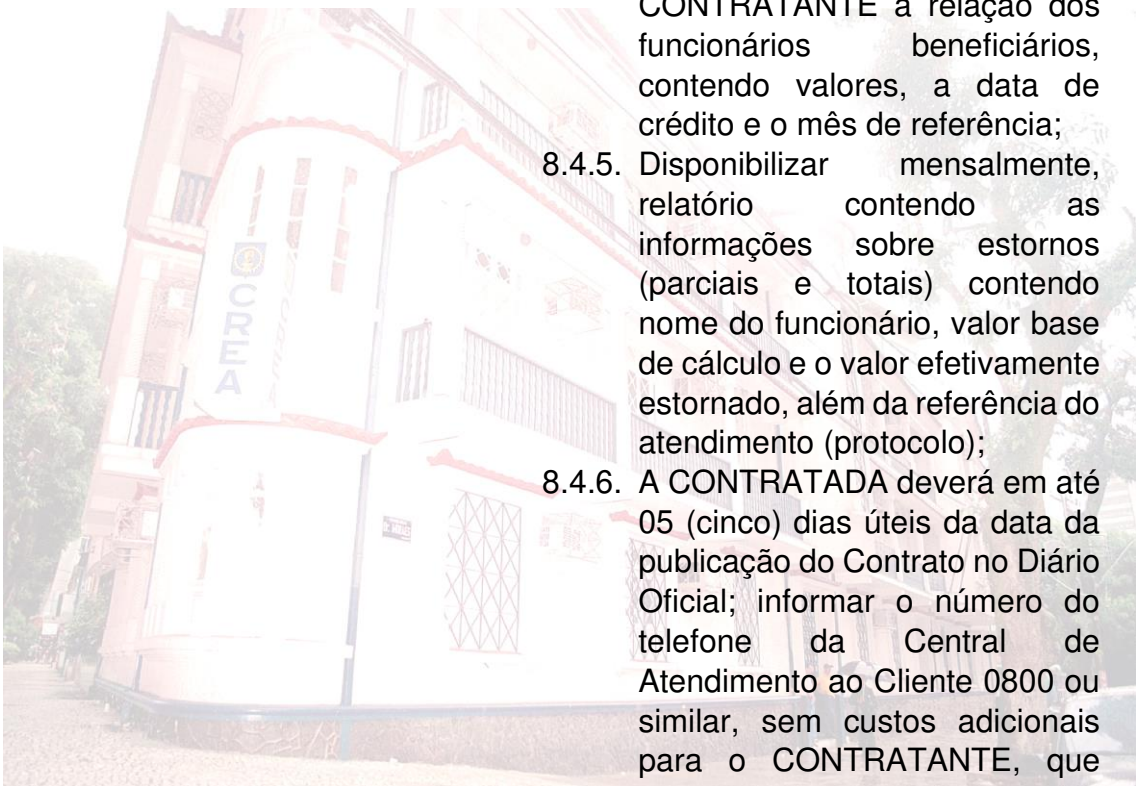 CONTRATANTE a relação dos
funcionários beneficiários,
contendo valores, a data de
crédito e o mês de referência;
8.4.5. Disponibilizar mensalmente,
relatório contendo as
informações sobre estornos
(parciais e totais) contendo
nome do funcionário, valor base
de cálculo e o valor efetivamente
estornado, além da referência do
atendimento (protocolo);
8.4.6. A CONTRATADA deverá em até
05 (cinco) dias úteis da data da
publicação do Contrato no Diário
Oficial; informar o número do
telefone da Central de
Atendimento ao Cliente 0800 ou
similar, sem custos adicionais
para o CONTRATANTE, que
CREA